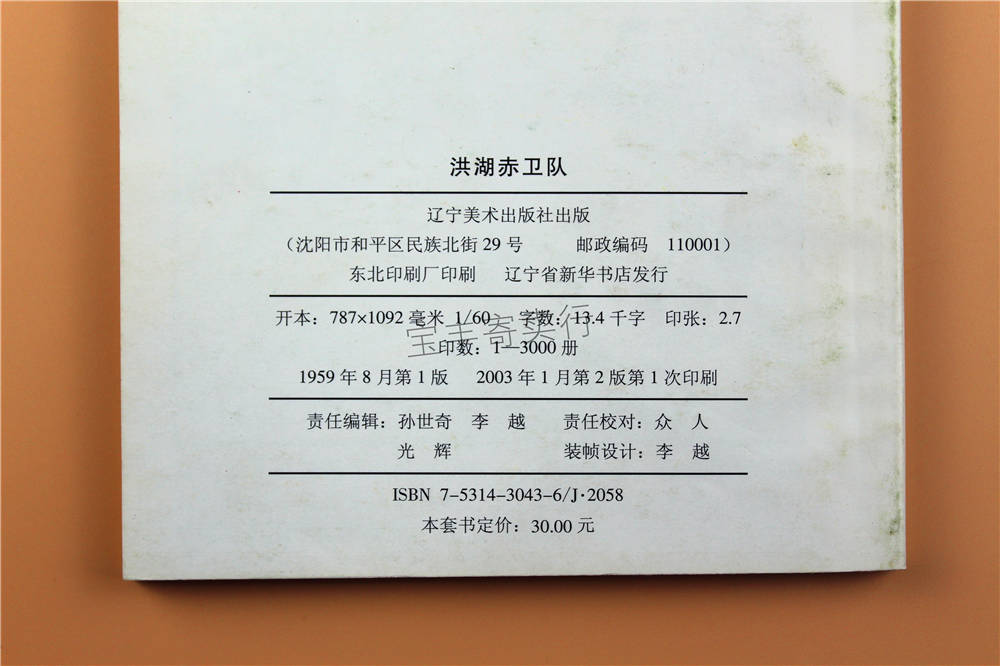 洪湖赤卫队
辽宁美术出版社出版
（沈阳市和平区民族北街29号 邮政编码 110001）
东北印刷厂印刷 辽宁省新华书店发行
开本：787×1092毫米 1/60 字数：13.4千字 印张：2.7
宝丰寄卖行
印数：1—3000册
1959年8月第1版 2003年1月第2版第1次印刷
责任编辑：孙世奇 李越 责任校对：众人
光辉 装帧设计：李越
ISBN 7-5314-3043-6/J·2058
本套书定价：30.00元